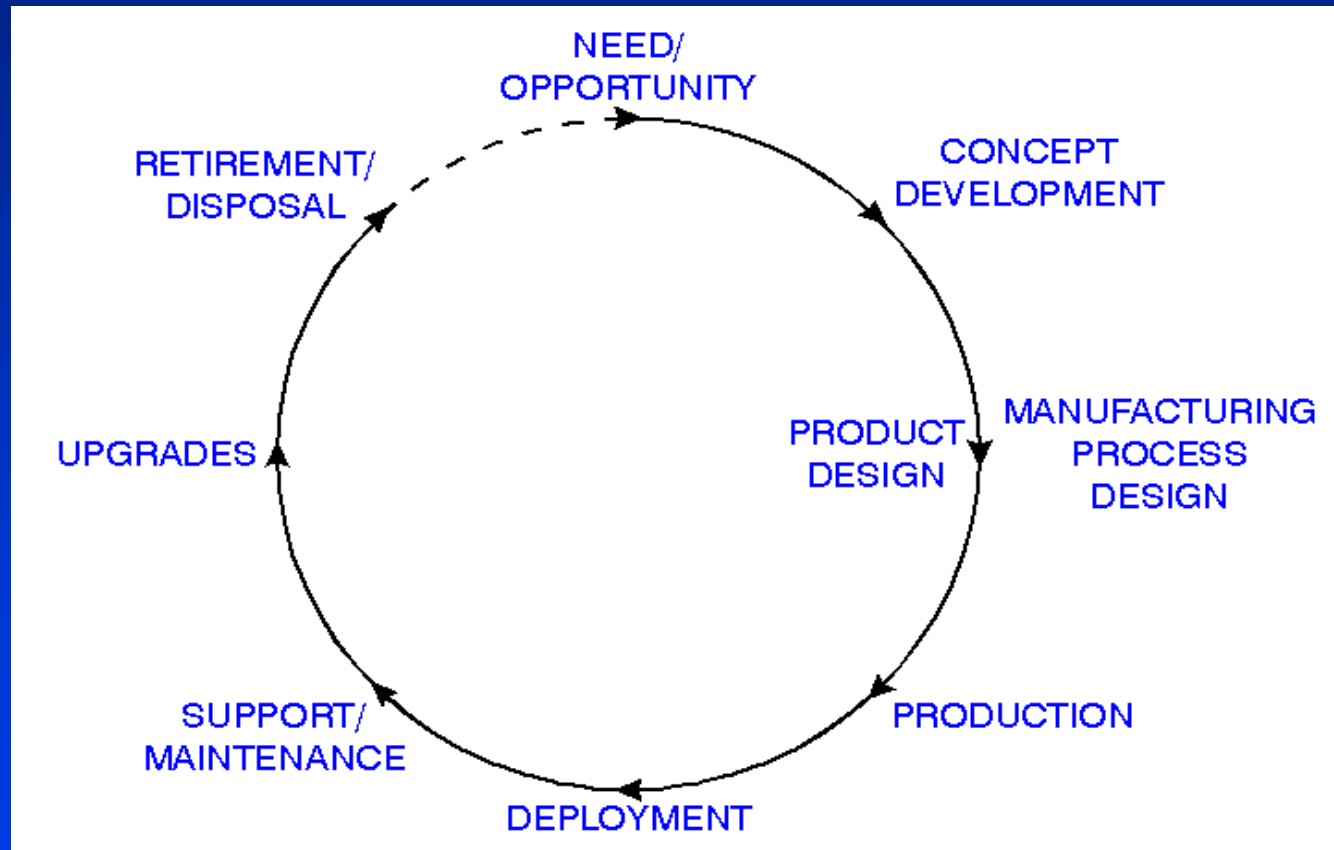 NEED/
OPPORTUNITY
CONCEPT
DEVELOPMENT
PRODUCT
DESIGN
MANUFACTURING
PROCESS
DESIGN
PRODUCTION
DEPLOYMENT
SUPPORT/
MAINTENANCE
UPGRADES
RETIREMENT/
DISPOSAL